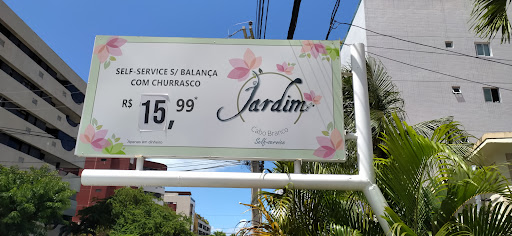 SELF-SERVICE S/ BALANÇA
COM CHURRASCO
R$ 15,99*
Jardim
Cabo Branco
Self-service